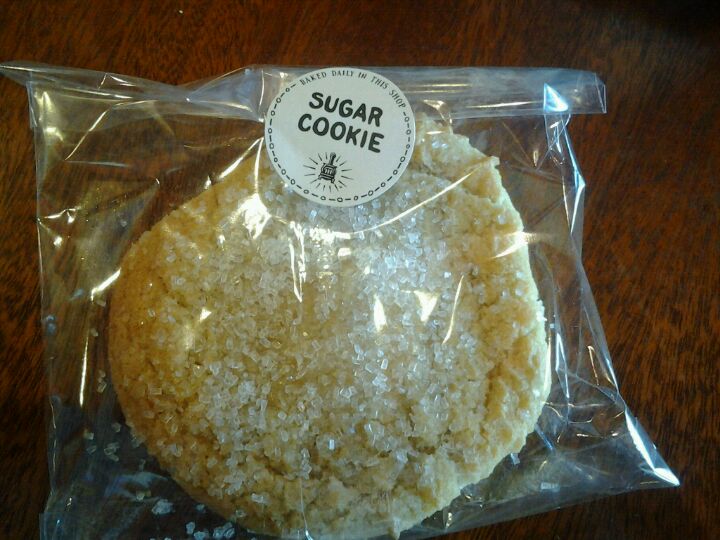 BAKED DAILY IN THIS SHOP
SUGAR
COOKIE